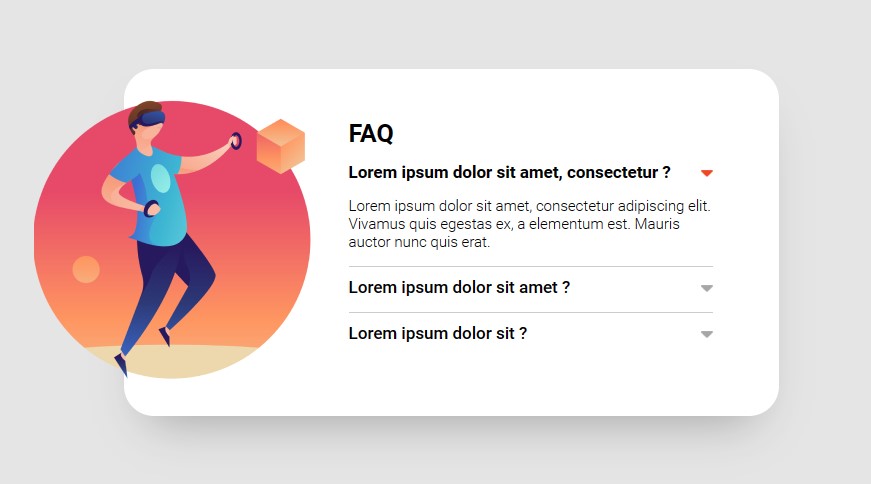 FAQ
Lorem ipsum dolor sit amet, consectetur ?
Lorem ipsum dolor sit amet, consectetur adipiscing elit.
Vivamus quis egestas ex, a elementum est. Mauris
auctor nunc quis erat.
Lorem ipsum dolor sit amet ?
Lorem ipsum dolor sit ?